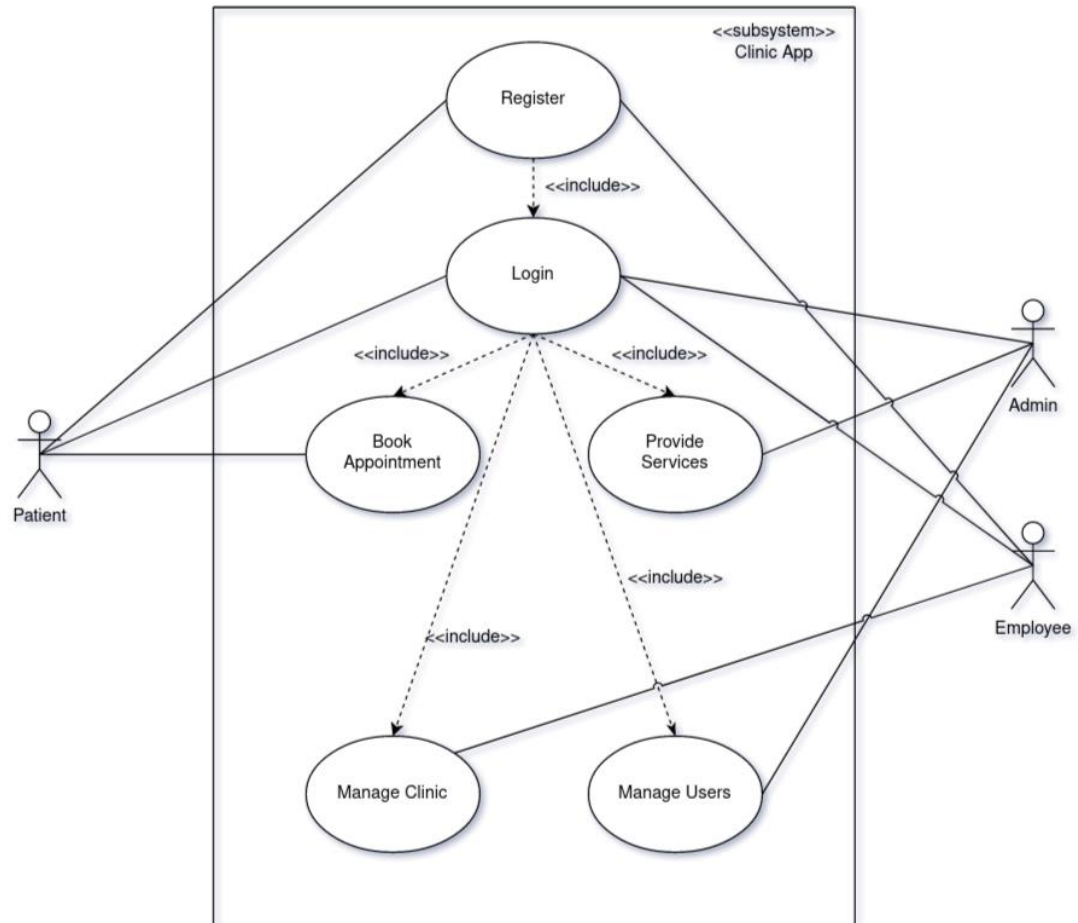 <<subsystem>>
Clinic App
Register
<<include>>
Login
<<include>>
<<include>>
Book
Appointment
Provide
Services
Admin
Patient
<<include>>
<<include>>
Employee
Manage Clinic
Manage Users